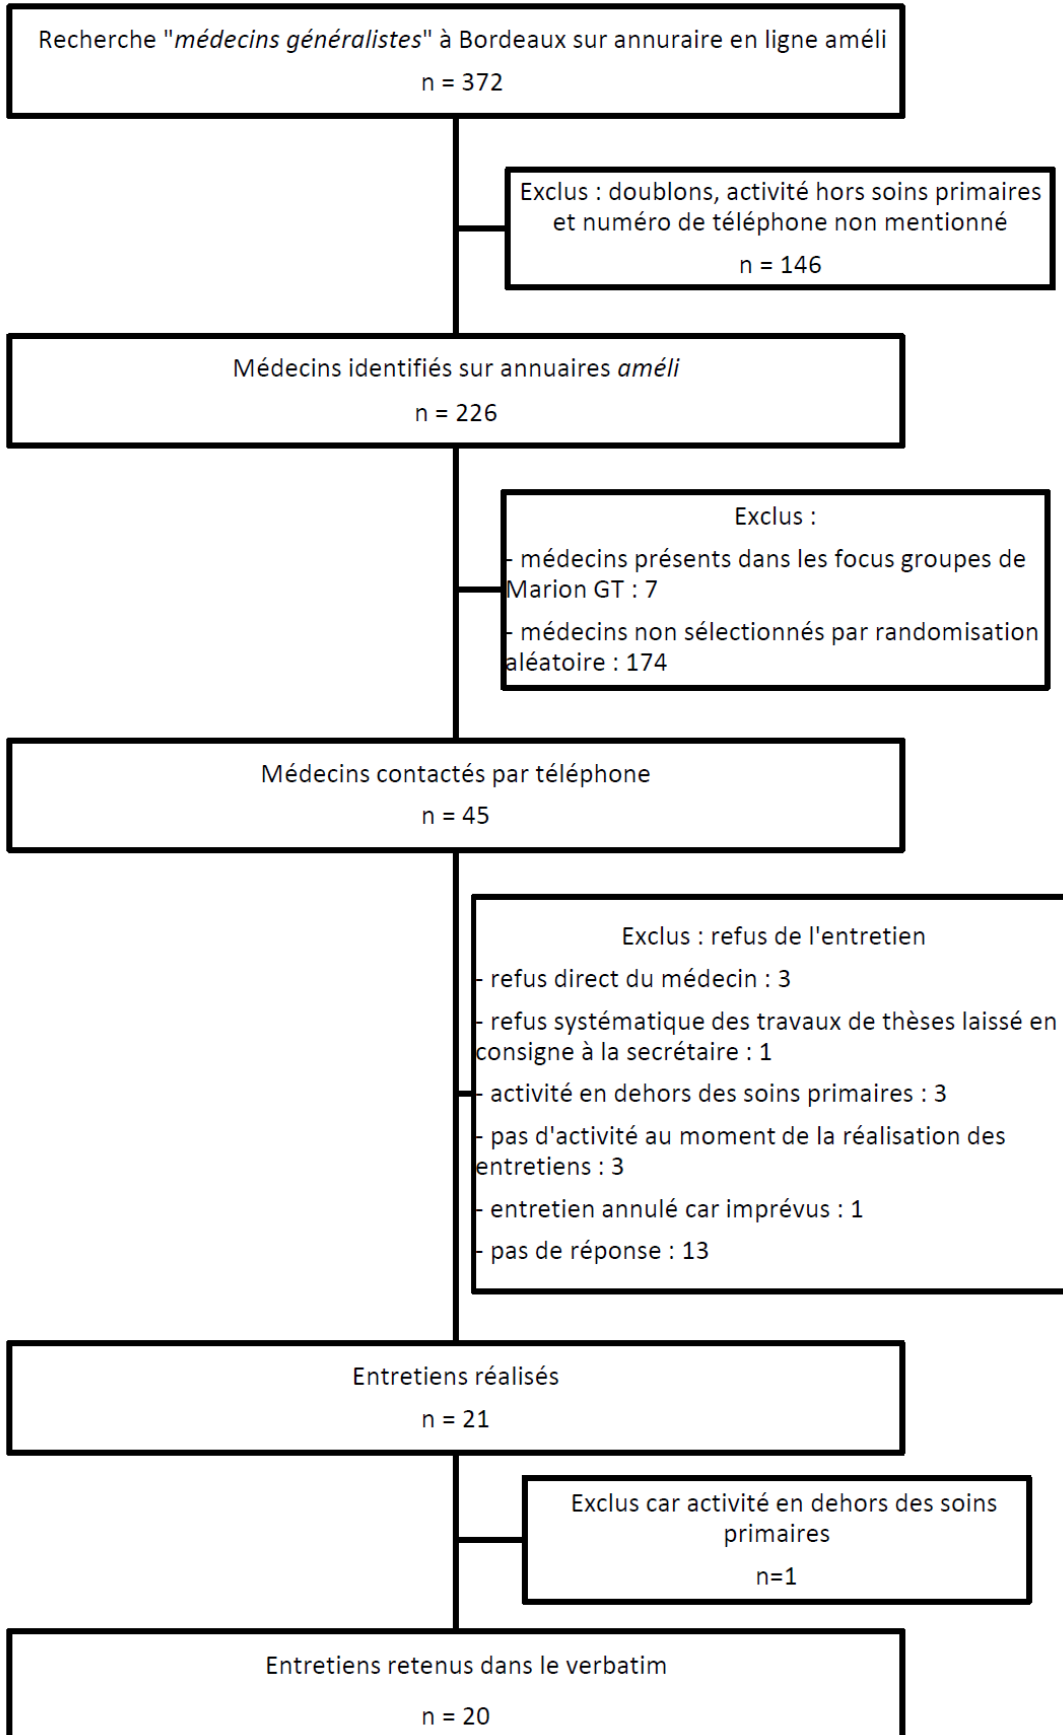 Recherche "médecins généralistes" à Bordeaux sur annuraire en ligne améli
n = 372
Exclus : doublons, activité hors soins primaires
et numéro de téléphone non mentionné
n = 146
Médecins identifiés sur annuaires améli
n = 226
Exclus :
- médecins présents dans les focus groupes de
Marion GT : 7
- médecins non sélectionnés par randomisation
aléatoire : 174
Médecins contactés par téléphone
n = 45
Exclus : refus de l'entretien
- refus direct du médecin : 3
- refus systématique des travaux de thèses laissé en
consigne à la secrétaire : 1
- activité en dehors des soins primaires : 3
- pas d'activité au moment de la réalisation des
entretiens : 3
- entretien annulé car imprévus : 1
- pas de réponse : 13
Entretiens réalisés
n = 21
Exclus car activité en dehors des soins
primaires
n=1
Entretiens retenus dans le verbatim
n = 20